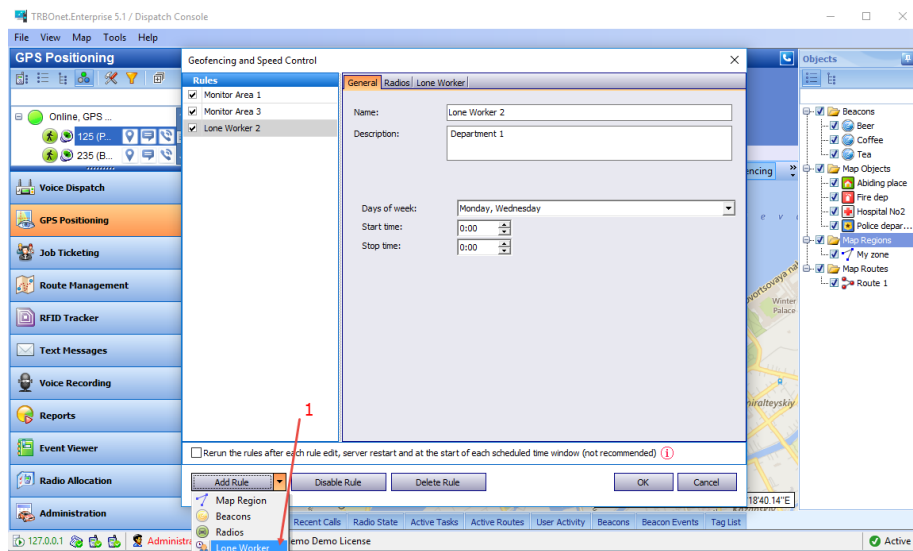 TRBOnet.Enterprise 5.1 / Dispatch Console
File View Map Tools Help
GPS Positioning
Online, GPS ...
125 (P...
235 (B...
Voice Dispatch
GPS Positioning
Job Ticketing
Route Management
RFID Tracker
Text Messages
Voice Recording
Reports
Event Viewer
Radio Allocation
Administration
Geofencing and Speed Control
Rules
Monitor Area 1
Monitor Area 3
Lone Worker 2
General Radios Lone Worker
Name: Lone Worker 2
Description: Department 1
Days of week: Monday, Wednesday
Start time: 0:00
Stop time: 0:00
1
Rerun the rules after each rule edit, server restart and at the start of each scheduled time window (not recommended)
Add Rule Disable Rule Delete Rule OK Cancel
Map Region
Beacons
Radios
Lone Worker
Objects
Beacons
Beer
Coffee
Tea
Map Objects
Abiding place
Fire dep
Hospital No2
Police depar...
Map Regions
My zone
Map Routes
Route 1
Winter
Palace
18'40.14"E
Recent Calls Radio State Active Tasks Active Routes User Activity Beacons Beacon Events Tag List
127.0.0.1
emo Demo License
Active